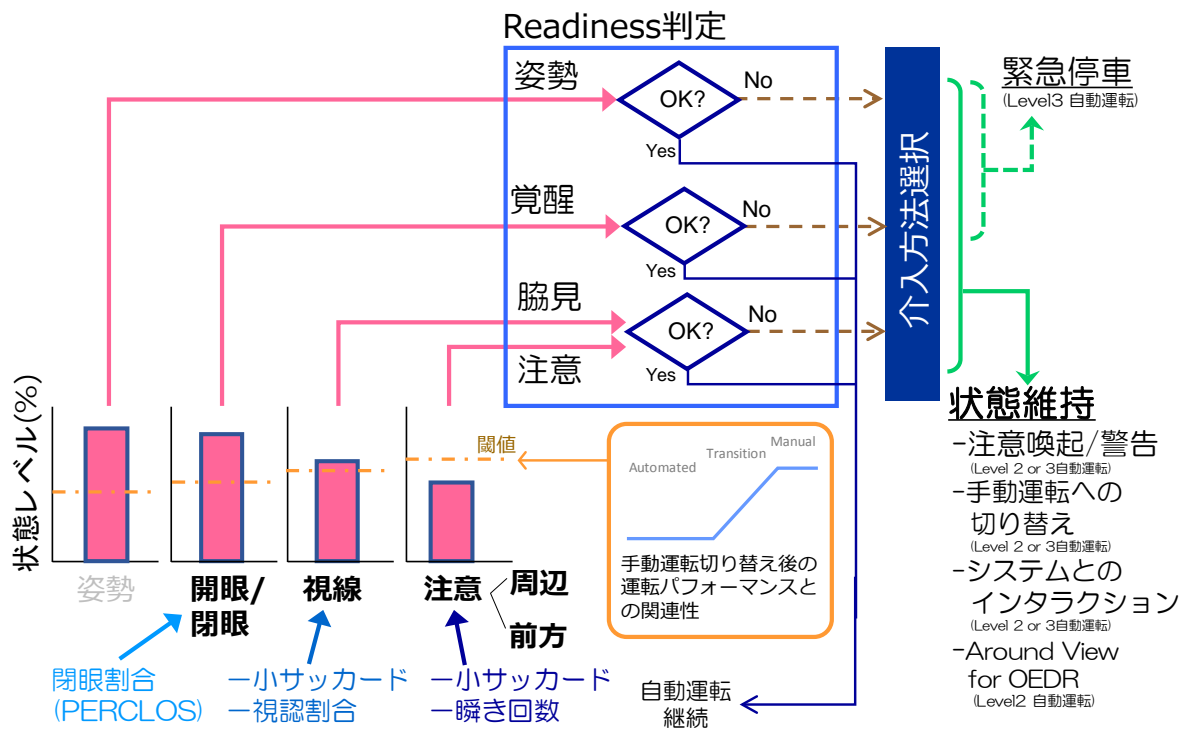 Readiness判定
姿勢
OK?
No
Yes
覚醒
OK?
No
Yes
脇見
OK?
No
注意
Yes
介入方法選択
緊急停車
(Level3 自動運転)
状態維持
-注意喚起/警告
(Level 2 or 3自動運転)
-手動運転への
切り替え
(Level 2 or 3自動運転)
-システムとの
インタラクション
(Level 2 or 3自動運転)
-Around View
for OEDR
(Level2 自動運転)
状態レベル(%)
閾値
姿勢
開眼/
閉眼
視線
注意
周辺
前方
Automated
Transition
Manual
手動運転切り替え後の
運転パフォーマンスと
の関連性
閉眼割合
(PERCLOS)
ー小サッカード
ー視認割合
ー小サッカード
ー瞬き回数
自動運転
継続